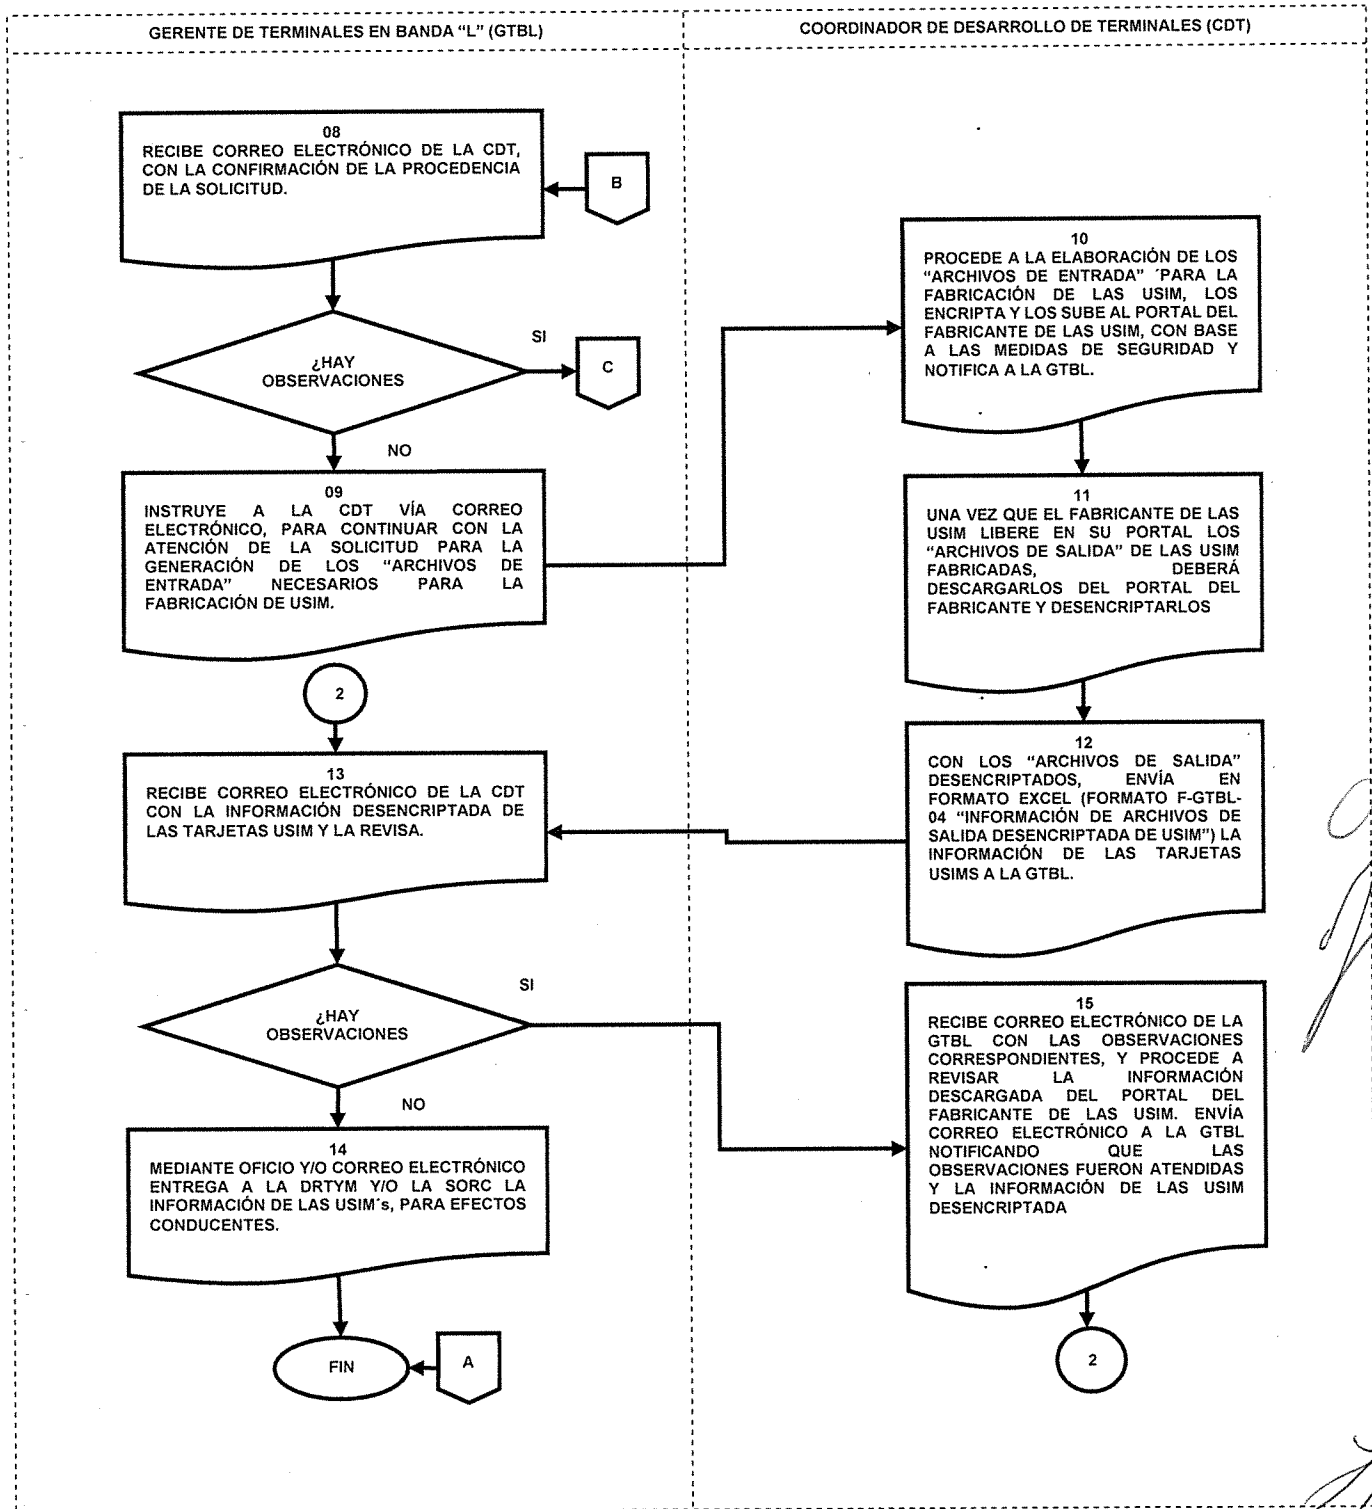 GERENTE DE TERMINALES EN BANDA “L” (GTBL)
COORDINADOR DE DESARROLLO DE TERMINALES (CDT)
08
RECIBE CORREO ELECTRÓNICO DE LA CDT,
CON LA CONFIRMACIÓN DE LA PROCEDENCIA
DE LA SOLICITUD.
B
¿HAY
OBSERVACIONES
SI
C
NO
09
INSTRUYE A LA CDT VÍA CORREO
ELECTRÓNICO, PARA CONTINUAR CON LA
ATENCIÓN DE LA SOLICITUD PARA LA
GENERACIÓN DE LOS “ARCHIVOS DE
ENTRADA” NECESARIOS PARA LA
FABRICACIÓN DE USIM.
10
PROCEDE A LA ELABORACIÓN DE LOS
“ARCHIVOS DE ENTRADA” ´PARA LA
FABRICACIÓN DE LAS USIM, LOS
ENCRIPTA Y LOS SUBE AL PORTAL DEL
FABRICANTE DE LAS USIM, CON BASE
A LAS MEDIDAS DE SEGURIDAD Y
NOTIFICA A LA GTBL.
11
UNA VEZ QUE EL FABRICANTE DE LAS
USIM LIBERE EN SU PORTAL LOS
“ARCHIVOS DE SALIDA” DE LAS USIM
FABRICADAS, DEBERÁ
DESCARGARLOS DEL PORTAL DEL
FABRICANTE Y DESENCRIPTARLOS
12
CON LOS “ARCHIVOS DE SALIDA”
DESENCRIPTADOS, ENVÍA EN
FORMATO EXCEL (FORMATO F-GTBL-
04 “INFORMACIÓN DE ARCHIVOS DE
SALIDA DESENCRIPTADA DE USIM”) LA
INFORMACIÓN DE LAS TARJETAS
USIMS A LA GTBL.
2
13
RECIBE CORREO ELECTRÓNICO DE LA CDT
CON LA INFORMACIÓN DESENCRIPTADA DE
LAS TARJETAS USIM Y LA REVISA.
¿HAY
OBSERVACIONES
SI
NO
14
MEDIANTE OFICIO Y/O CORREO ELECTRÓNICO
ENTREGA A LA DRTYM Y/O LA SORC LA
INFORMACIÓN DE LAS USIM´s, PARA EFECTOS
CONDUCENTES.
FIN
A
15
RECIBE CORREO ELECTRÓNICO DE LA
GTBL CON LAS OBSERVACIONES
CORRESPONDIENTES, Y PROCEDE A
REVISAR LA INFORMACIÓN
DESCARGADA DEL PORTAL DEL
FABRICANTE DE LAS USIM. ENVÍA
CORREO ELECTRÓNICO A LA GTBL
NOTIFICANDO QUE LAS
OBSERVACIONES FUERON ATENDIDAS
Y LA INFORMACIÓN DE LAS USIM
DESENCRIPTADA
2